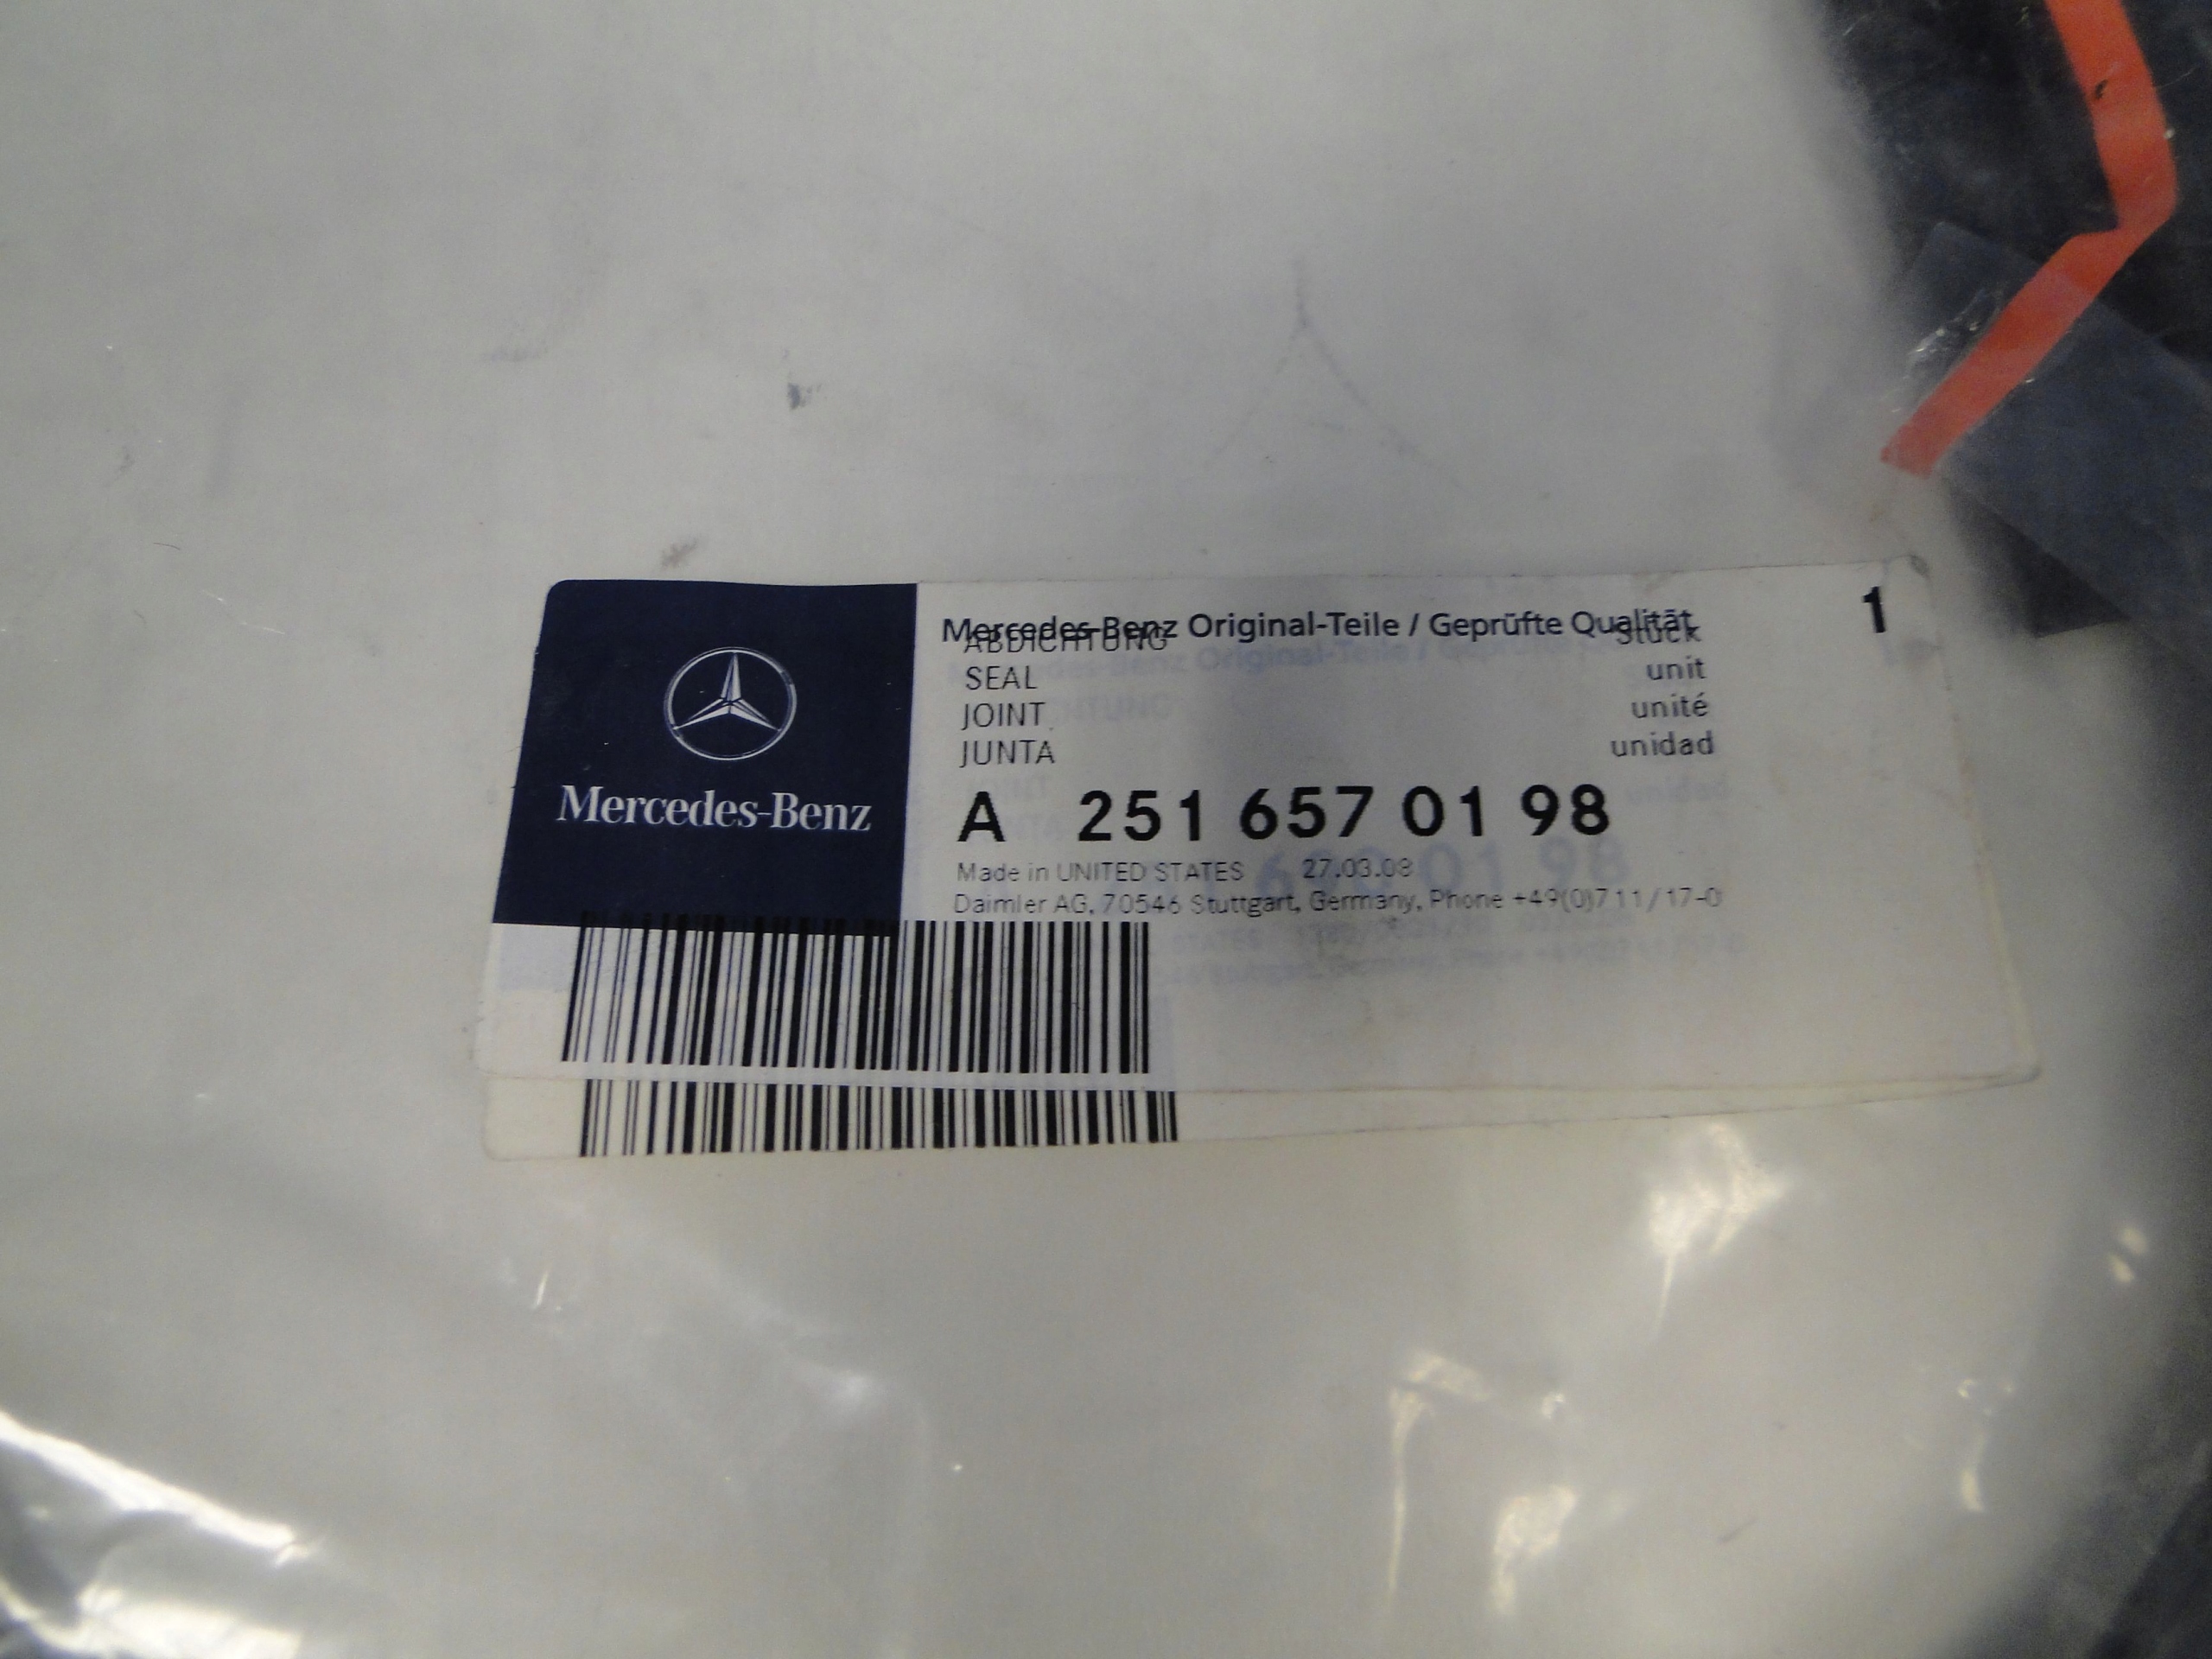 Mercedes-Benz
Mercedes-Benz Original-Teile / Geprüfte Qualität
1
ABDICHTUNG Stück
SEAL unit
JOINT unité
JUNTA unidad
A 251 657 01 98
Made in UNITED STATES 27.03.08
Daimler AG, 70546 Stuttgart, Germany, Phone +49(0)711/17-0